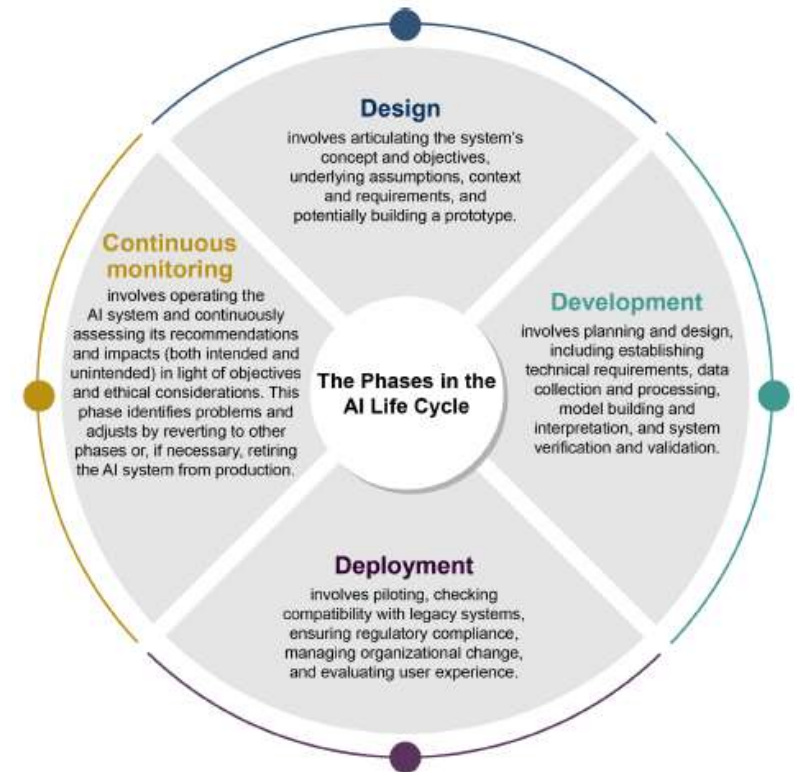 Design
involves articulating the system's
concept and objectives,
underlying assumptions, context
and requirements, and
potentially building a prototype.
Continuous
monitoring
involves operating the
AI system and continuously
assessing its recommendations
and impacts (both intended and
unintended) in light of objectives
and ethical considerations. This
phase identifies problems and
adjusts by reverting to other
phases or, if necessary, retiring
the AI system from production.
The Phases in the
AI Life Cycle
Development
involves planning and design,
including establishing
technical requirements, data
collection and processing,
model building and
interpretation, and system
verification and validation.
Deployment
involves piloting, checking
compatibility with legacy systems,
ensuring regulatory compliance,
managing organizational change,
and evaluating user experience.